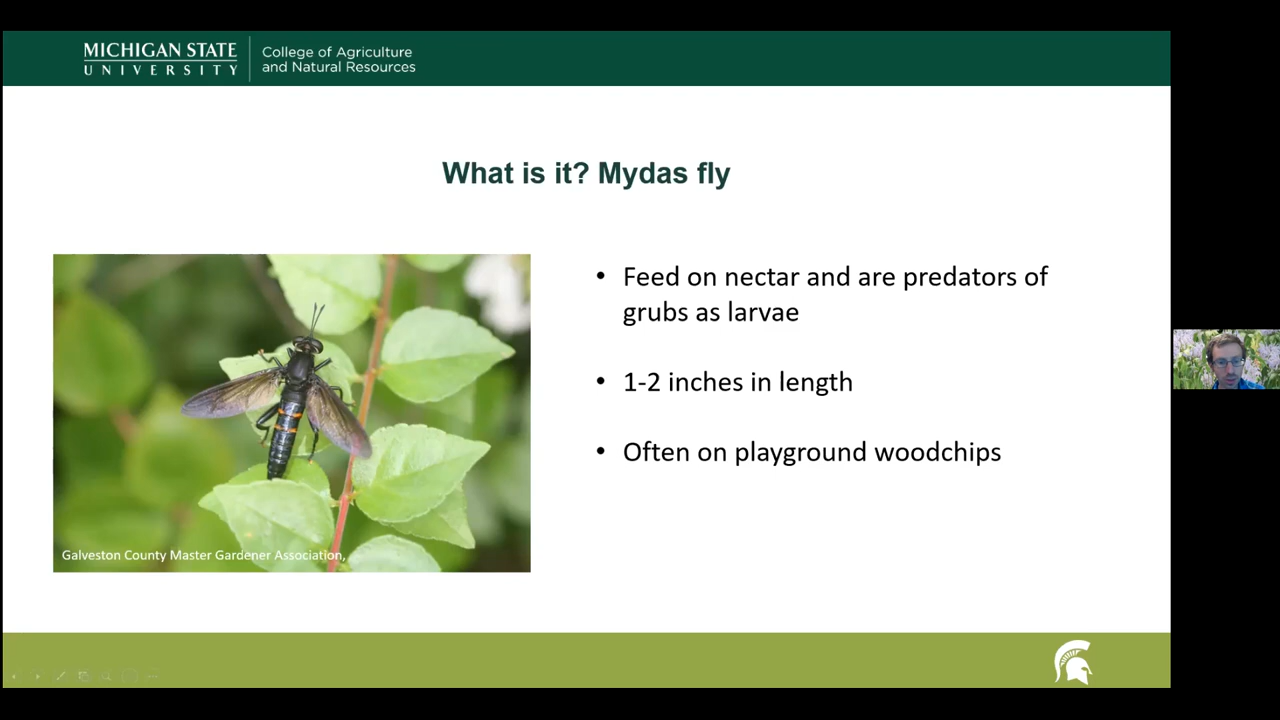 MICHIGAN STATE
UNIVERSITY
College of Agriculture
and Natural Resources
What is it? Mydas fly
• Feed on nectar and are predators of
grubs as larvae
• 1-2 inches in length
• Often on playground woodchips
Galveston County Master Gardener Association,